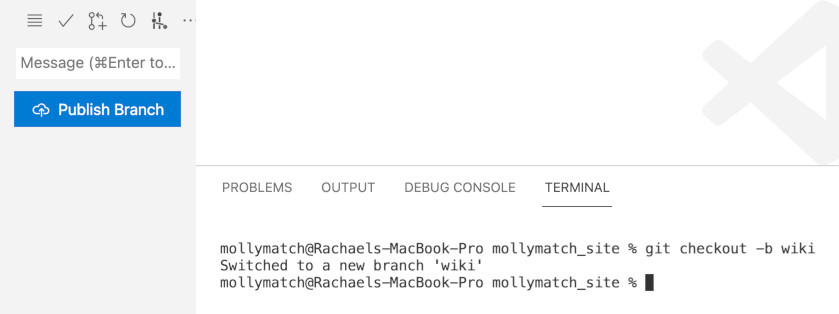 Message (⌘Enter to...
Publish Branch
PROBLEMS OUTPUT DEBUG CONSOLE TERMINAL
mollymatch@Rachaels-MacBook-Pro mollymatch_site % git checkout -b wiki
Switched to a new branch 'wiki'
mollymatch@Rachaels-MacBook-Pro mollymatch_site %